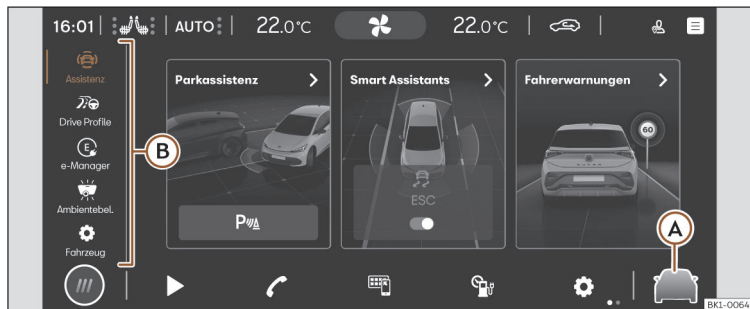 16:01 AUTO 22.0°C 22.0°C
Assistenz
Drive Profile
E
e-Manager
Ambientebel.
Fahrzeug
B
Parkassistenz
P
Smart Assistants
ESC
Fahrerwarnungen
60
A
BK1-0064